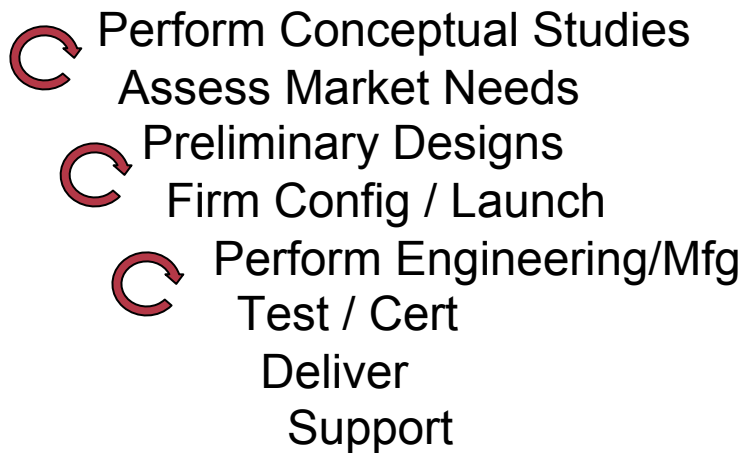 Perform Conceptual Studies
Assess Market Needs
Preliminary Designs
Firm Config / Launch
Perform Engineering/Mfg
Test / Cert
Deliver
Support